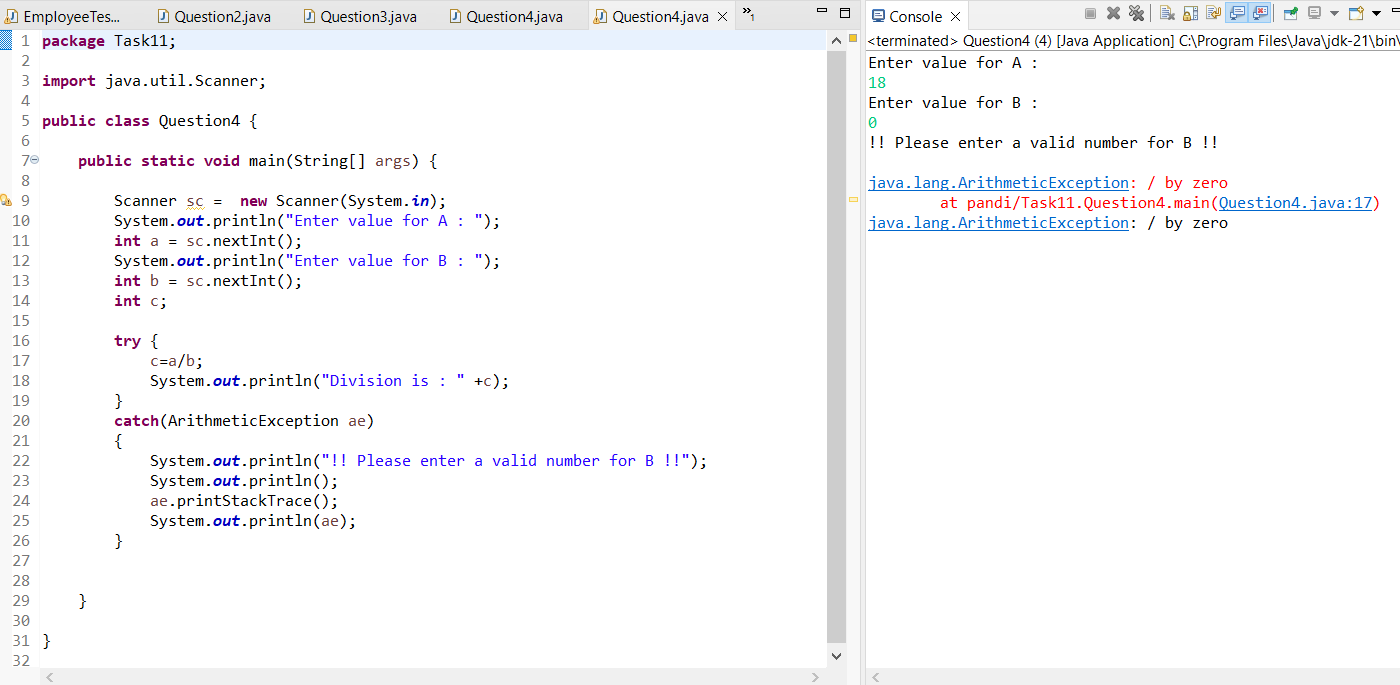 EmployeeTes... Question2.java Question3.java Question4.java Question4.java »1
1 package Task11;
2
3 import java.util.Scanner;
4
5 public class Question4 {
6
7 public static void main(String[] args) {
8
9 Scanner sc =  new Scanner(System.in);
10 System.out.println("Enter value for A : ");
11 int a = sc.nextInt();
12 System.out.println("Enter value for B : ");
13 int b = sc.nextInt();
14 int c;
15
16 try {
17 c=a/b;
18 System.out.println("Division is : " +c);
19 }
20 catch(ArithmeticException ae)
21 {
22 System.out.println("!! Please enter a valid number for B !!");
23 System.out.println();
24 ae.printStackTrace();
25 System.out.println(ae);
26 }
27
28
29 }
30
31 }
32
Console
<terminated> Question4 (4) [Java Application] C:\Program Files\Java\jdk-21\bin\
Enter value for A :
18
Enter value for B :
0
!! Please enter a valid number for B !!
java.lang.ArithmeticException: / by zero
at pandi/Task11.Question4.main(Question4.java:17)
java.lang.ArithmeticException: / by zero